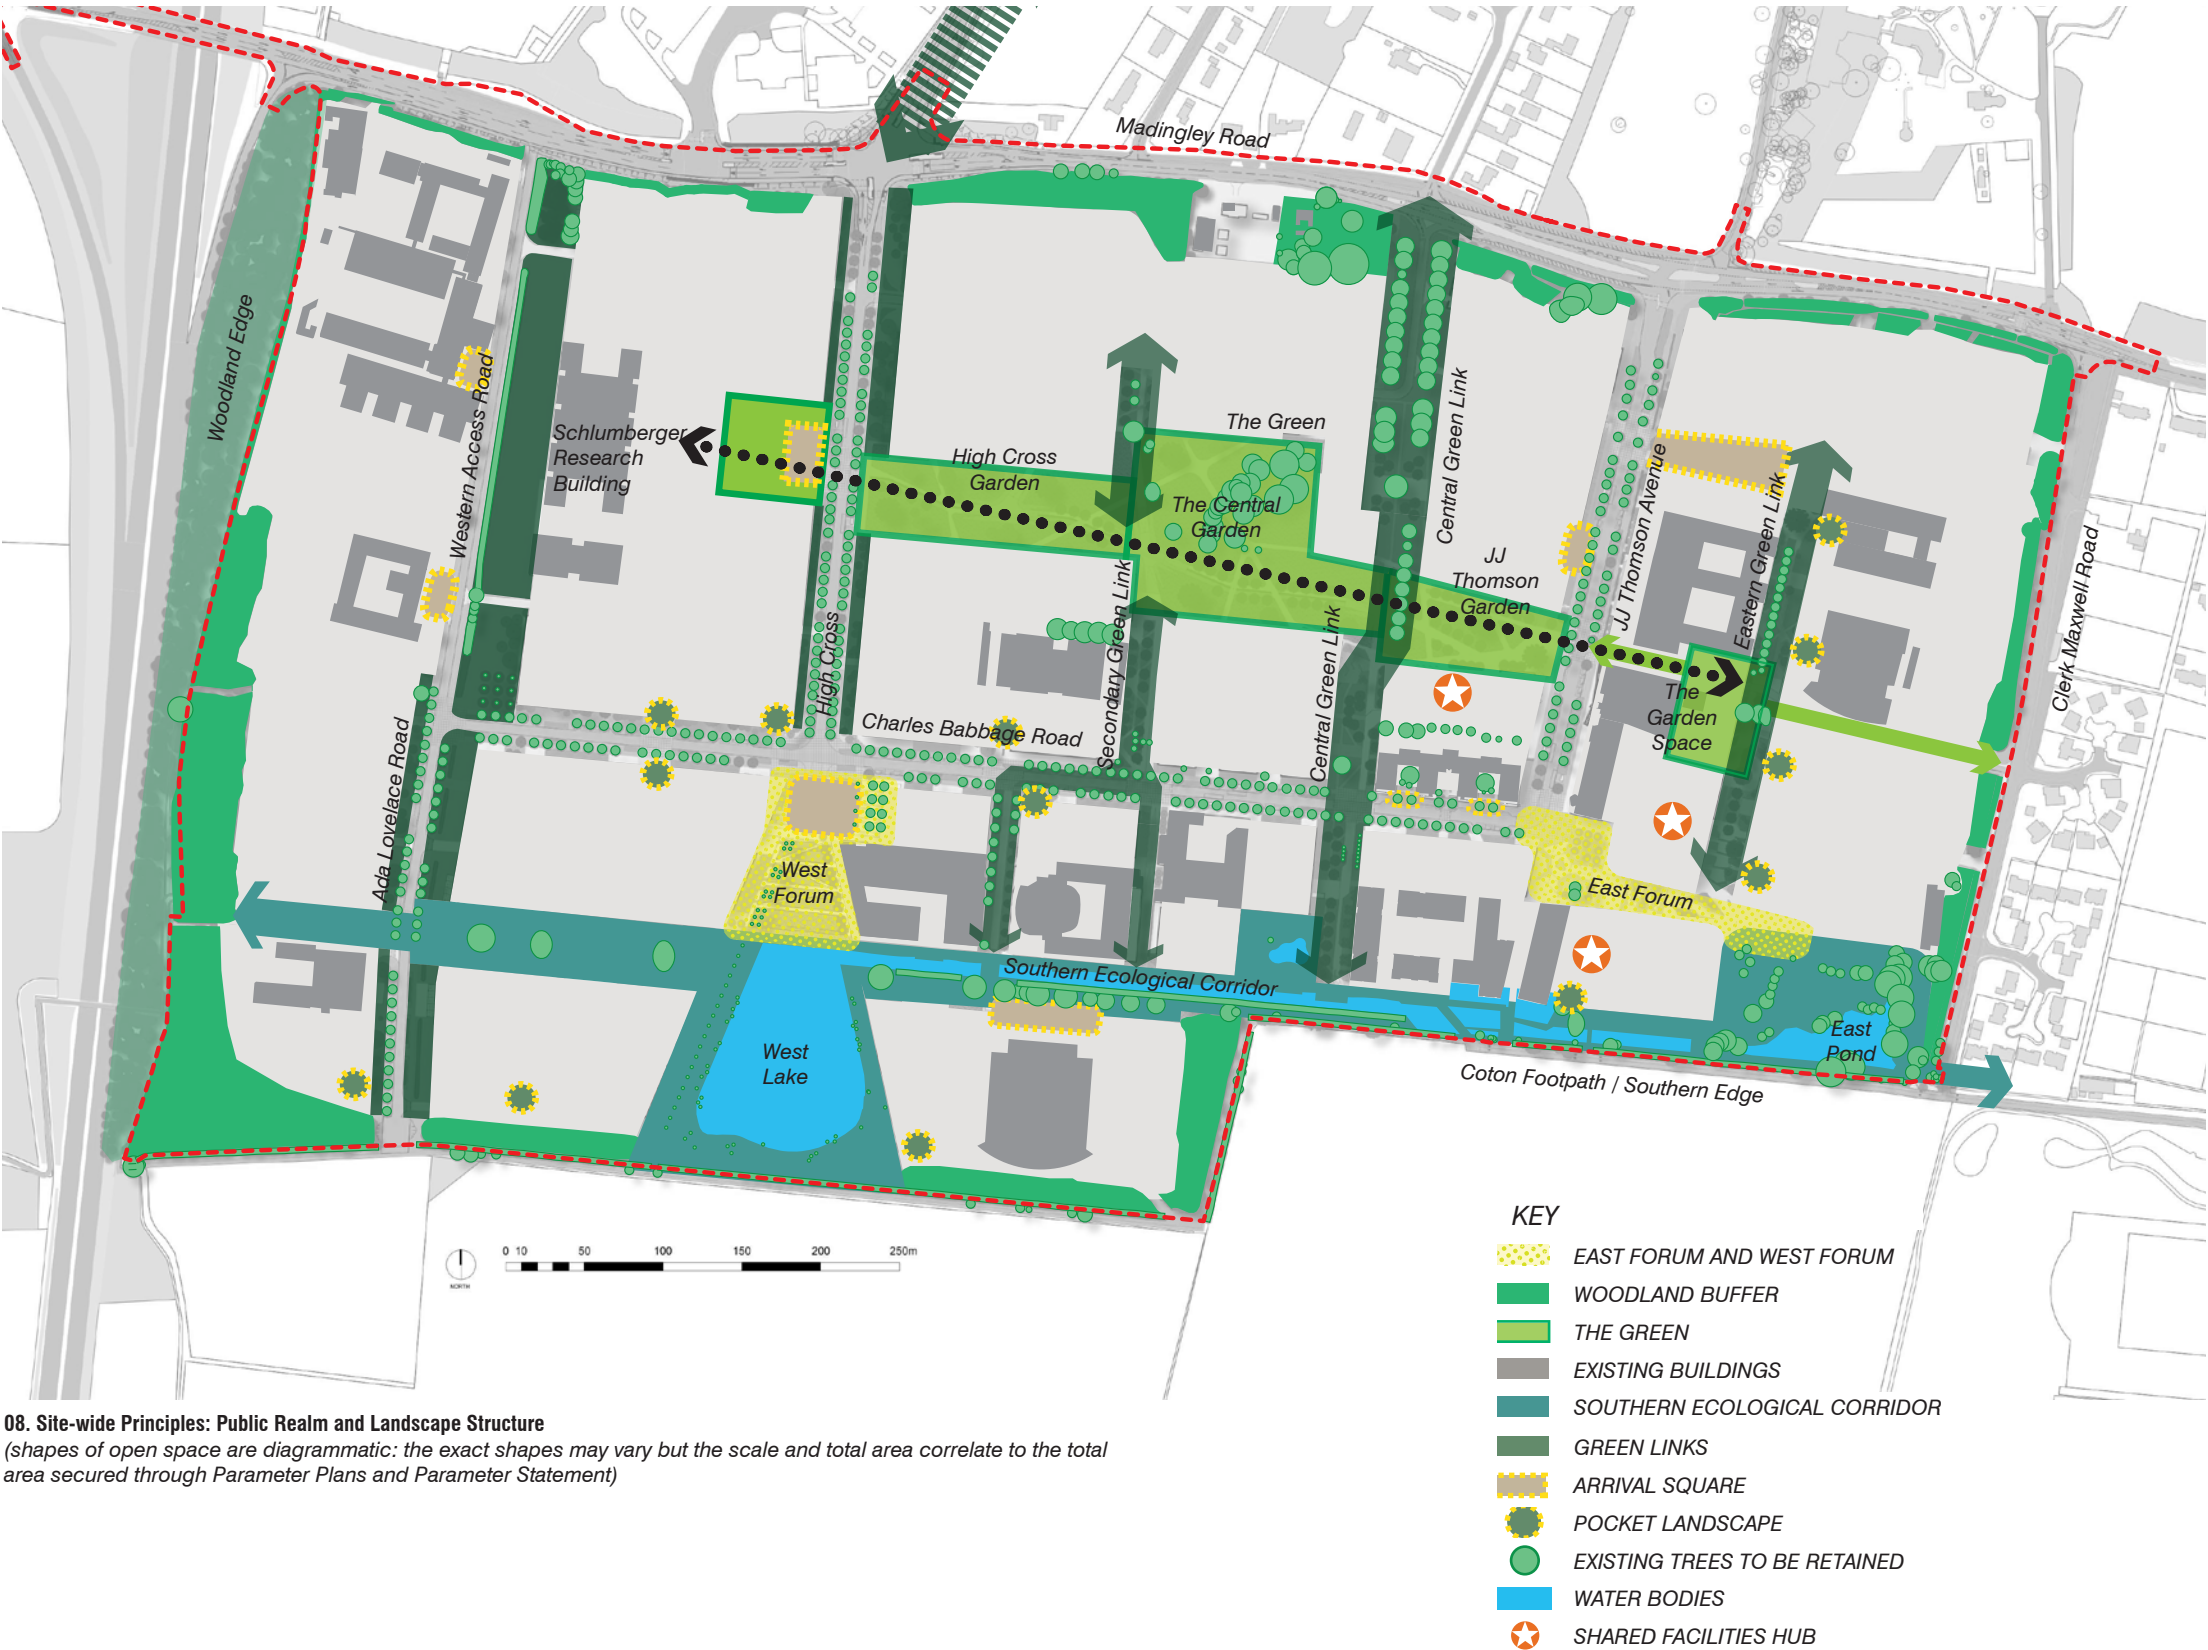 Madingley Road
Woodland Edge
Western Access Road
Schlumberger
Research
Building
High Cross
Garden
The Green
The Central
Garden
Central Green Link
JJ
Thomson
Garden
JJ Thomson Avenue
Eastern Green Link
Clerk Maxwell Road
The
Garden
Space
High Cross
Secondary Green Link
Central Green Link
Charles Babbage Road
Ada Lovelace Road
West
Forum
East Forum
Southern Ecological Corridor
West
Lake
East
Pond
Coton Footpath / Southern Edge
NORTH
0 10 50 100 150 200 250m
KEY
EAST FORUM AND WEST FORUM
WOODLAND BUFFER
THE GREEN
EXISTING BUILDINGS
SOUTHERN ECOLOGICAL CORRIDOR
GREEN LINKS
ARRIVAL SQUARE
POCKET LANDSCAPE
EXISTING TREES TO BE RETAINED
WATER BODIES
SHARED FACILITIES HUB
08. Site-wide Principles: Public Realm and Landscape Structure
(shapes of open space are diagrammatic: the exact shapes may vary but the scale and total area correlate to the total
area secured through Parameter Plans and Parameter Statement)